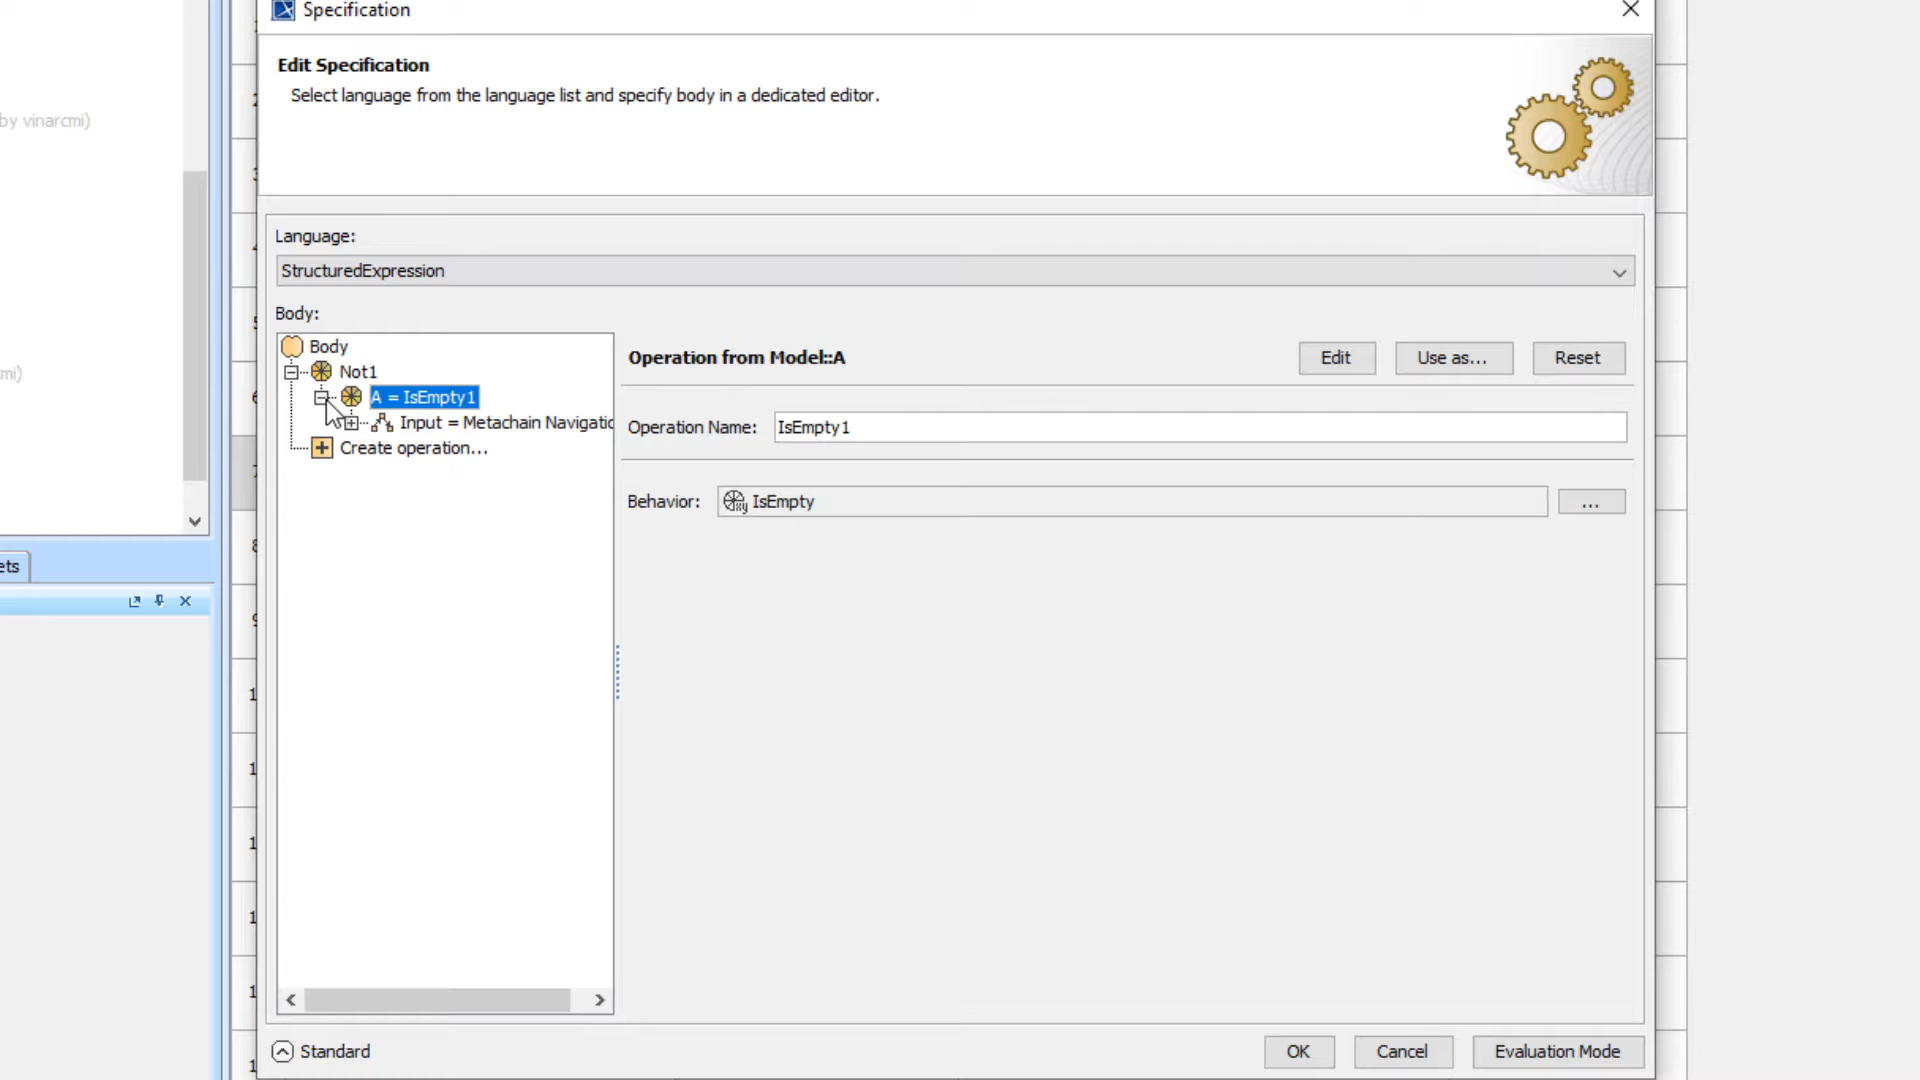 Specification
Edit Specification
Select language from the language list and specify body in a dedicated editor.
by vinarcmi)
Language:
StructuredExpression
Body:
Body
Not1
A = IsEmpty1
Input = Metachain Navigatio
Create operation...
Operation from Model::A
Edit
Use as...
Reset
Operation Name:
IsEmpty1
Behavior:
IsEmpty
...
mi)
ets
Standard
OK
Cancel
Evaluation Mode